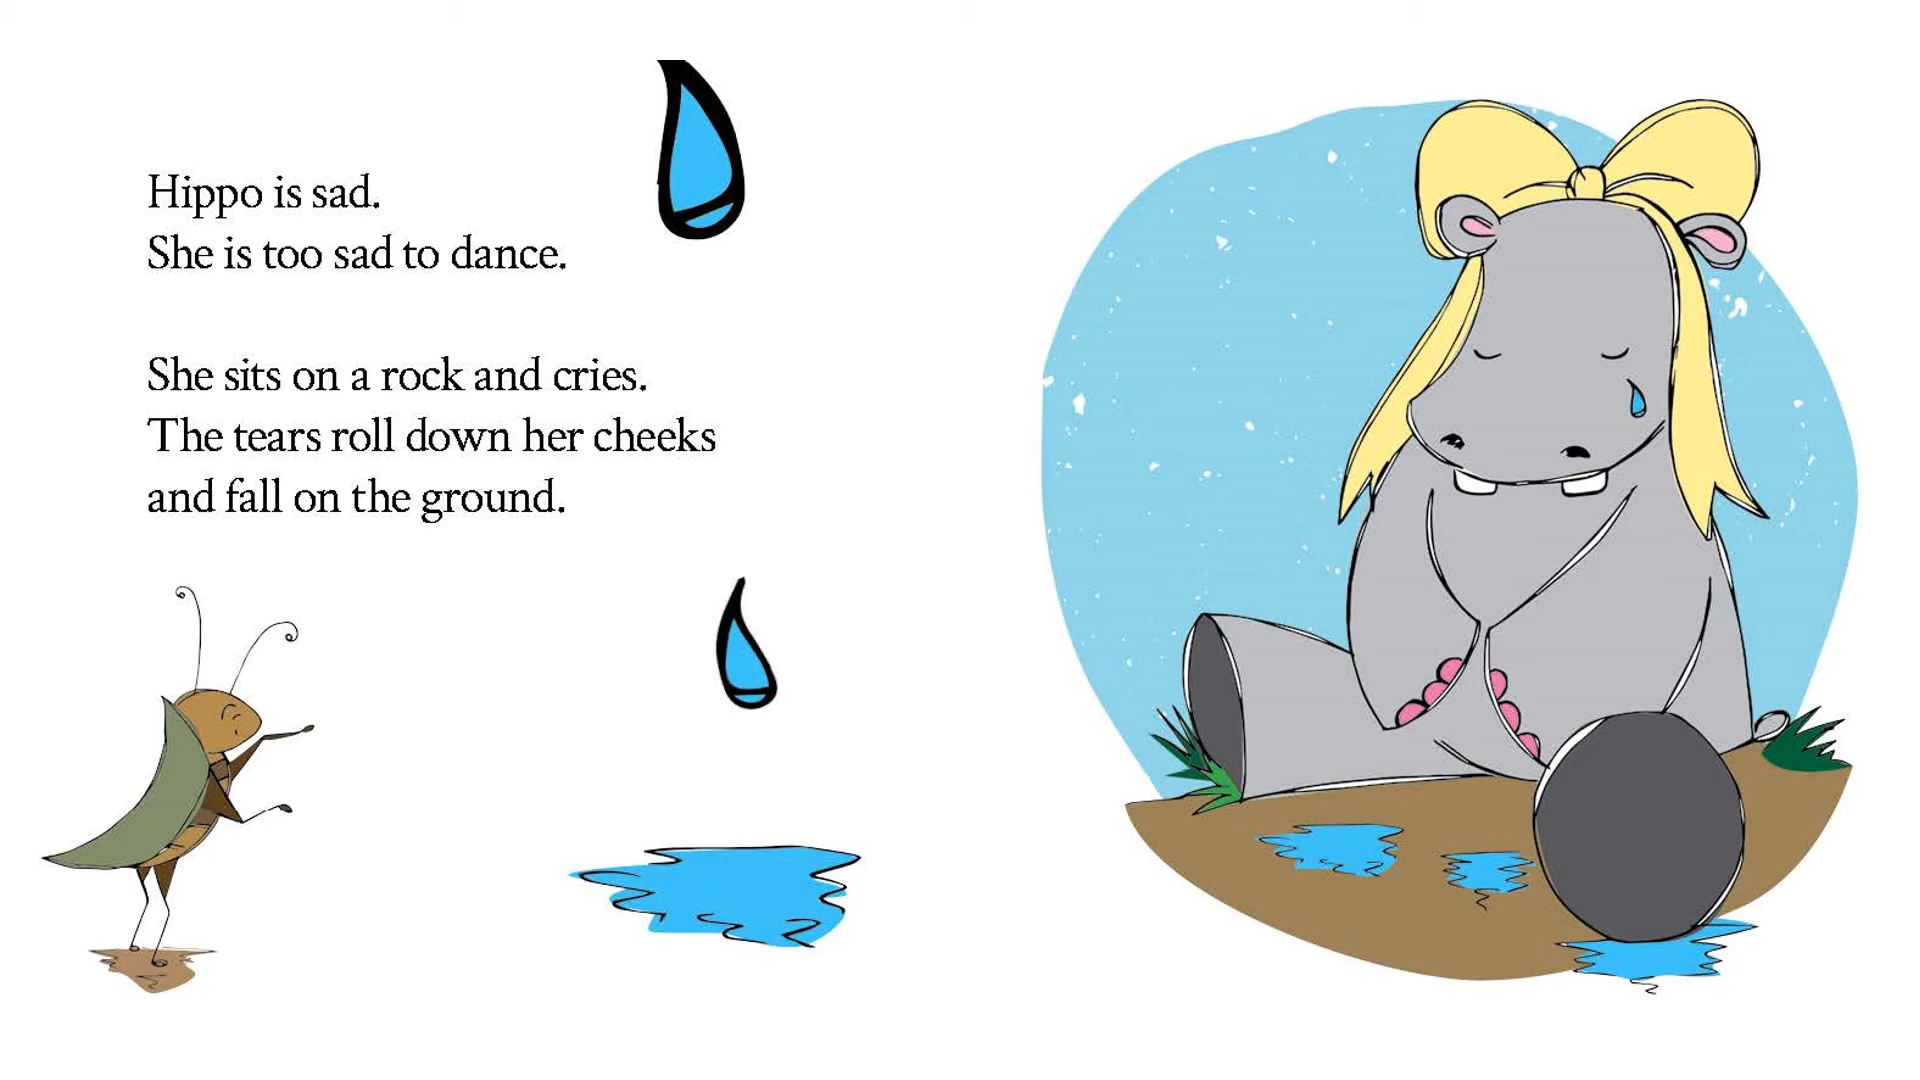 Hippo is sad.
She is too sad to dance.
She sits on a rock and cries.
The tears roll down her cheeks
and fall on the ground.